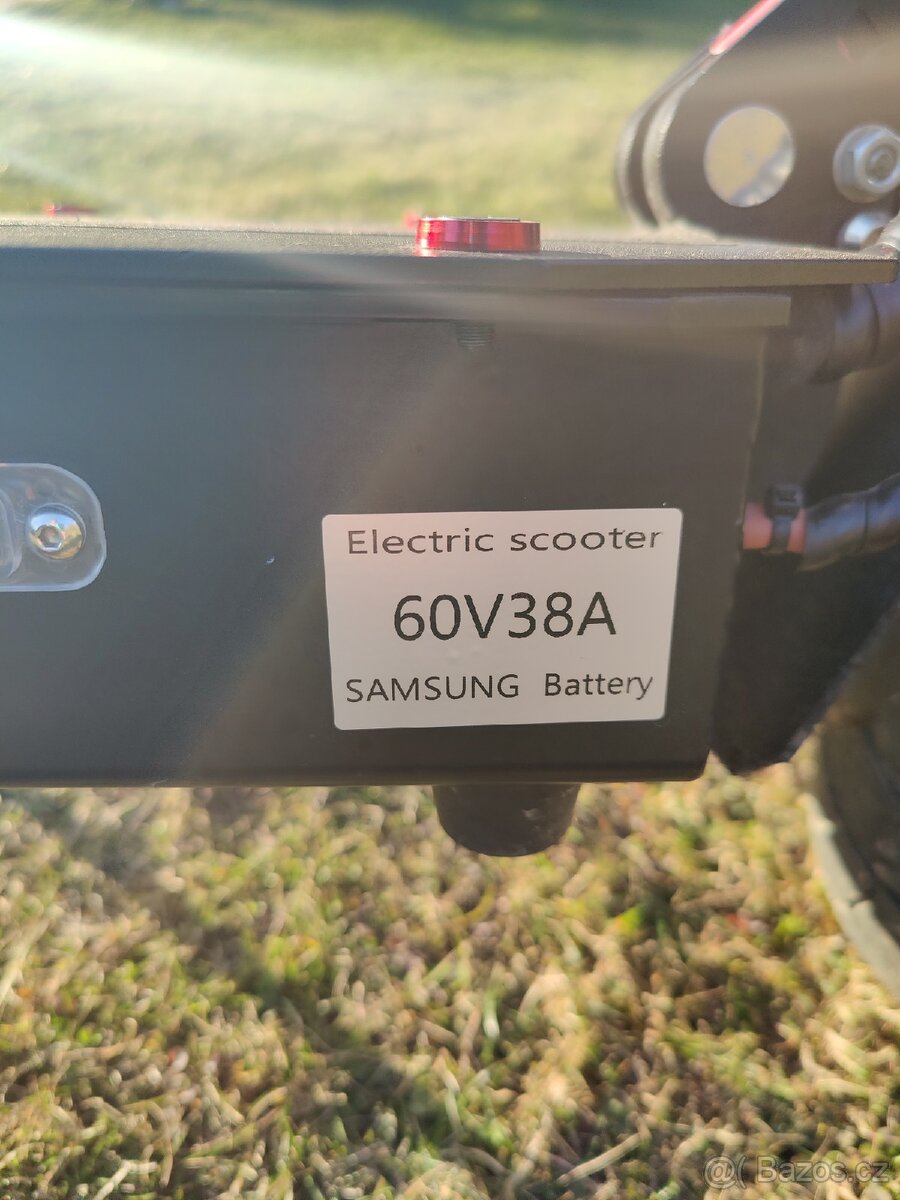 Electric scooter
60V38A
SAMSUNG Battery
@( Bazos.cz